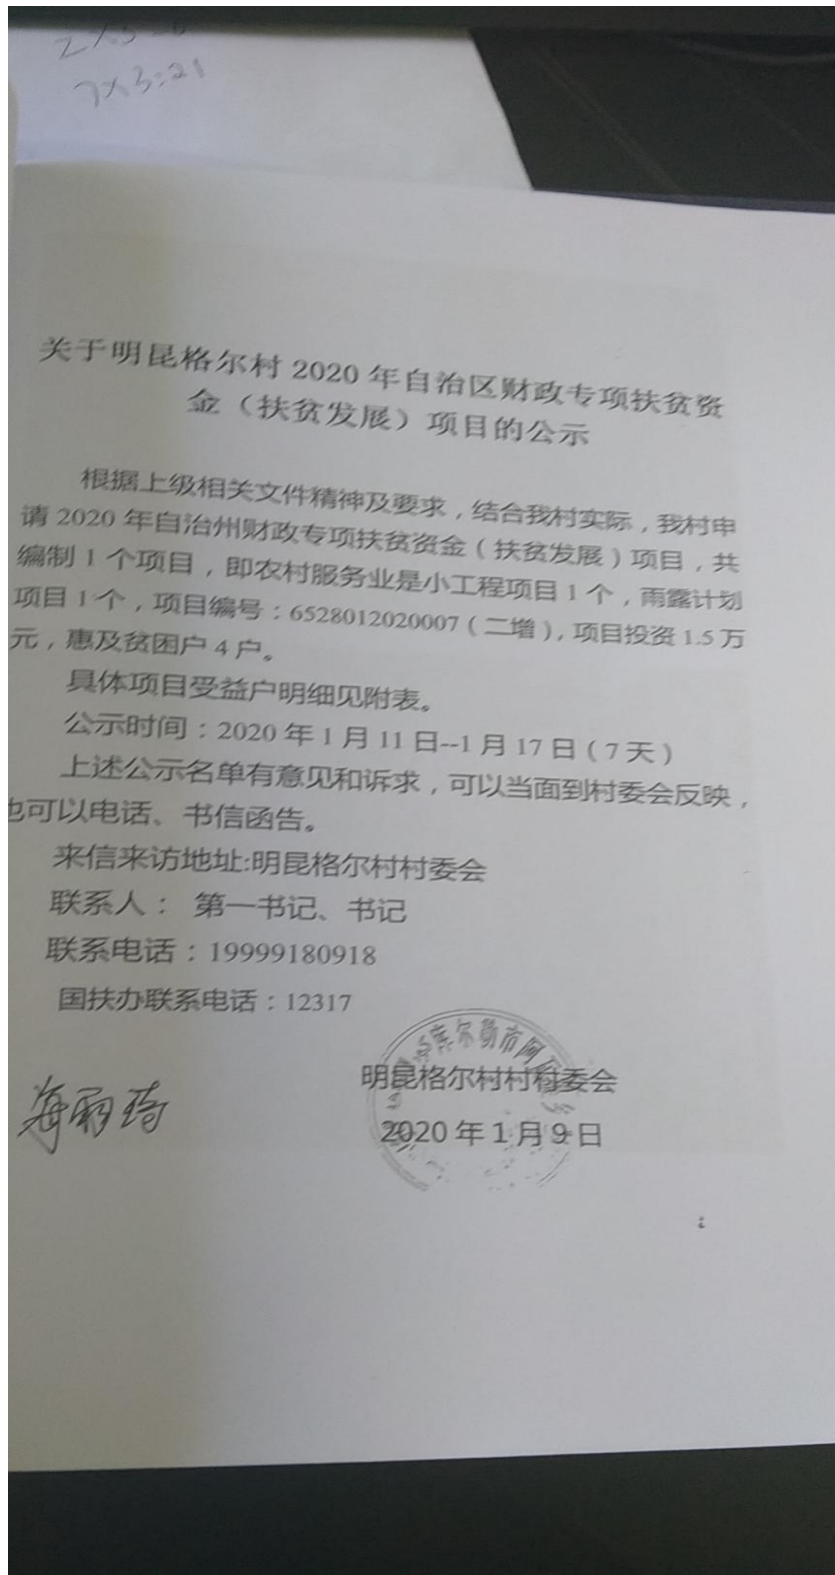 7×3=21
关于明昆格尔村 2020 年自治区财政专项扶贫资
金（扶贫发展）项目的公示
根据上级相关文件精神及要求，结合我村实际，我村申
请 2020 年自治州财政专项扶贫资金（扶贫发展）项目，共
编制 1 个项目，即农村服务业是小工程项目 1 个，雨露计划
项目 1 个，项目编号：6528012020007（二增），项目投资 1.5 万
元，惠及贫困户 4 户。
具体项目受益户明细见附表。
公示时间：2020 年 1 月 11 日--1 月 17 日（7 天）
上述公示名单有意见和诉求，可以当面到村委会反映，
也可以电话、书信函告。
来信来访地址:明昆格尔村村委会
联系人： 第一书记、书记
联系电话：19999180918
国扶办联系电话：12317
库尔勒市阿
明昆格尔村村村委会
2020 年 1 月 9 日